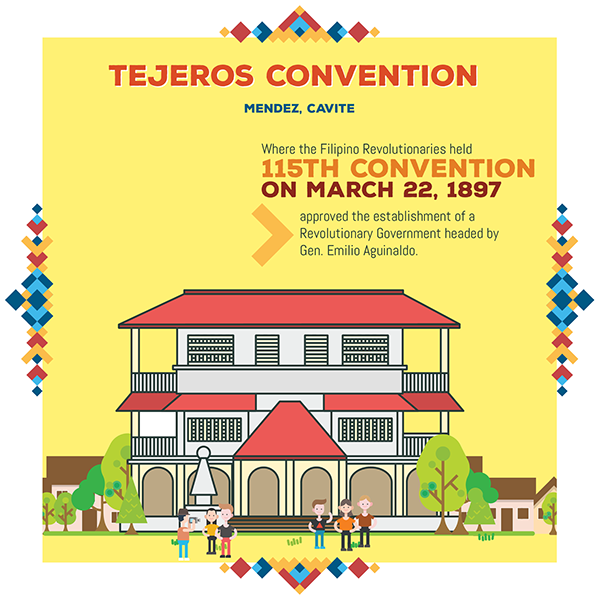 TEJEROS CONVENTION
MENDEZ, CAVITE
Where the Filipino Revolutionaries held
115TH CONVENTION
ON MARCH 22, 1897
approved the establishment of a
Revolutionary Government headed by
Gen. Emilio Aguinaldo.